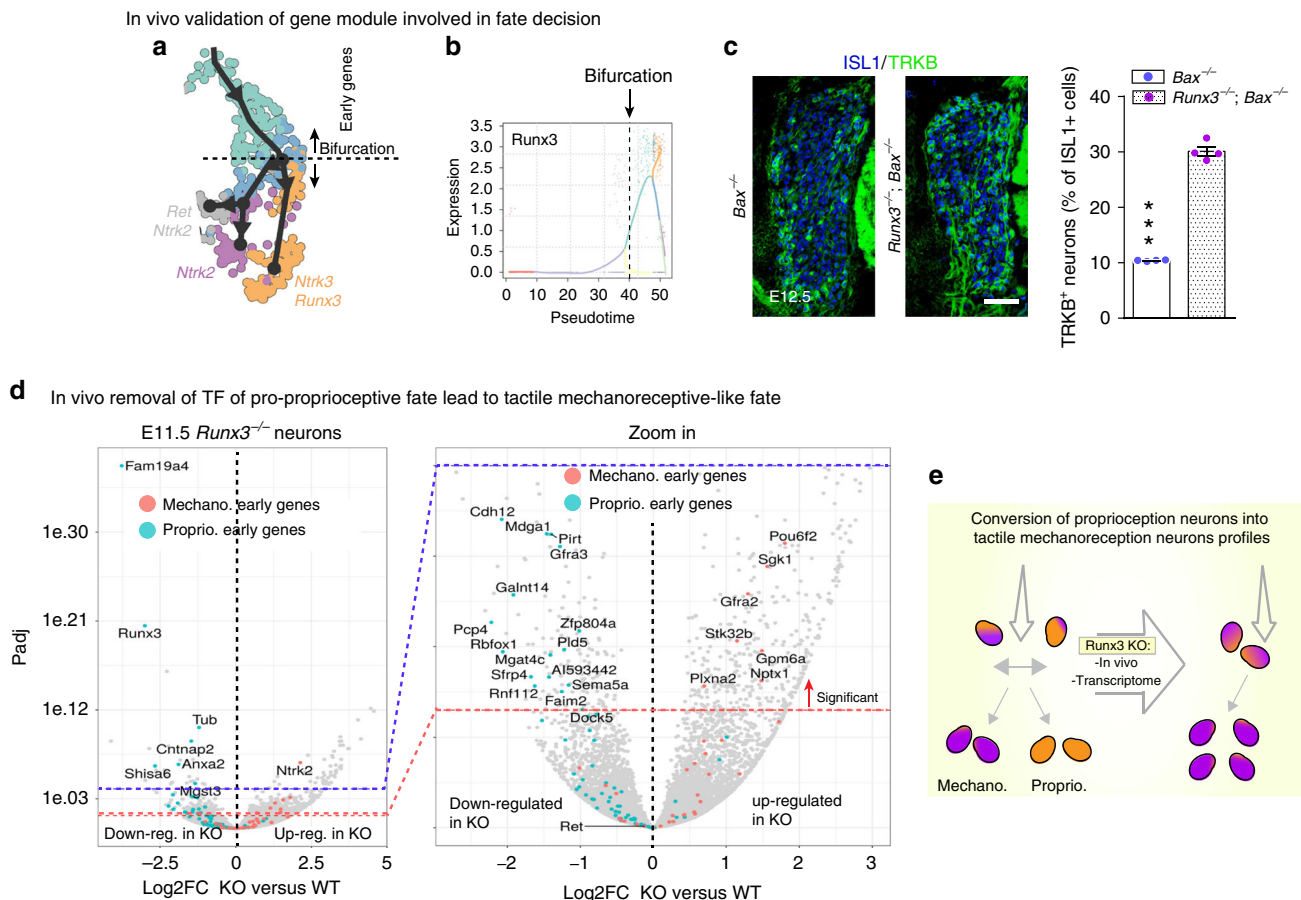 In vivo validation of gene module involved in fate decision
a
Early genes
Bifurcation
Ret
Ntrk2
Ntrk2
Ntrk3
Runx3
b
Bifurcation
Runx3
Expression
3.5
3.0
2.5
2.0
1.5
1.0
0.5
0.0
0 10 20 30 40 50
Pseudotime
c
ISL1/TRKB
Bax–/–
E12.5
Runx3–/–; Bax–/–
Bax–/–
Runx3–/–; Bax–/–
TRKB+ neurons (% of ISL1+ cells)
40
30
20
10
0
* * *
d
In vivo removal of TF of pro-proprioceptive fate lead to tactile mechanoreceptive-like fate
E11.5 Runx3–/– neurons
Fam19a4
Mechano. early genes
Proprio. early genes
Padj
1e.30
1e.21
1e.12
1e.03
Runx3
Tub
Cntnap2
Anxa2
Shisa6
Mgst3
Ntrk2
Down-reg. in KO
Up-reg. in KO
−2.5 0 2.5 5
Log2FC KO versus WT
Zoom in
Mechano. early genes
Proprio. early genes
Cdh12
Mdga1
Pirt
Gfra3
Galnt14
Pcp4
Zfp804a
Rbfox1
Pld5
Mgat4c
Sfrp4
AI593442
Rnf112
Sema5a
Faim2
Dock5
Pou6f2
Sgk1
Gfra2
Stk32b
Gpm6a
Plxna2
Nptx1
Significant
Down-regulated
in KO
up-regulated
in KO
Ret
−2 −1 0 1 2 3
Log2FC KO versus WT
e
Conversion of proprioception neurons into
tactile mechanoreception neurons profiles
Runx3 KO:
-In vivo
-Transcriptome
Mechano.
Proprio.